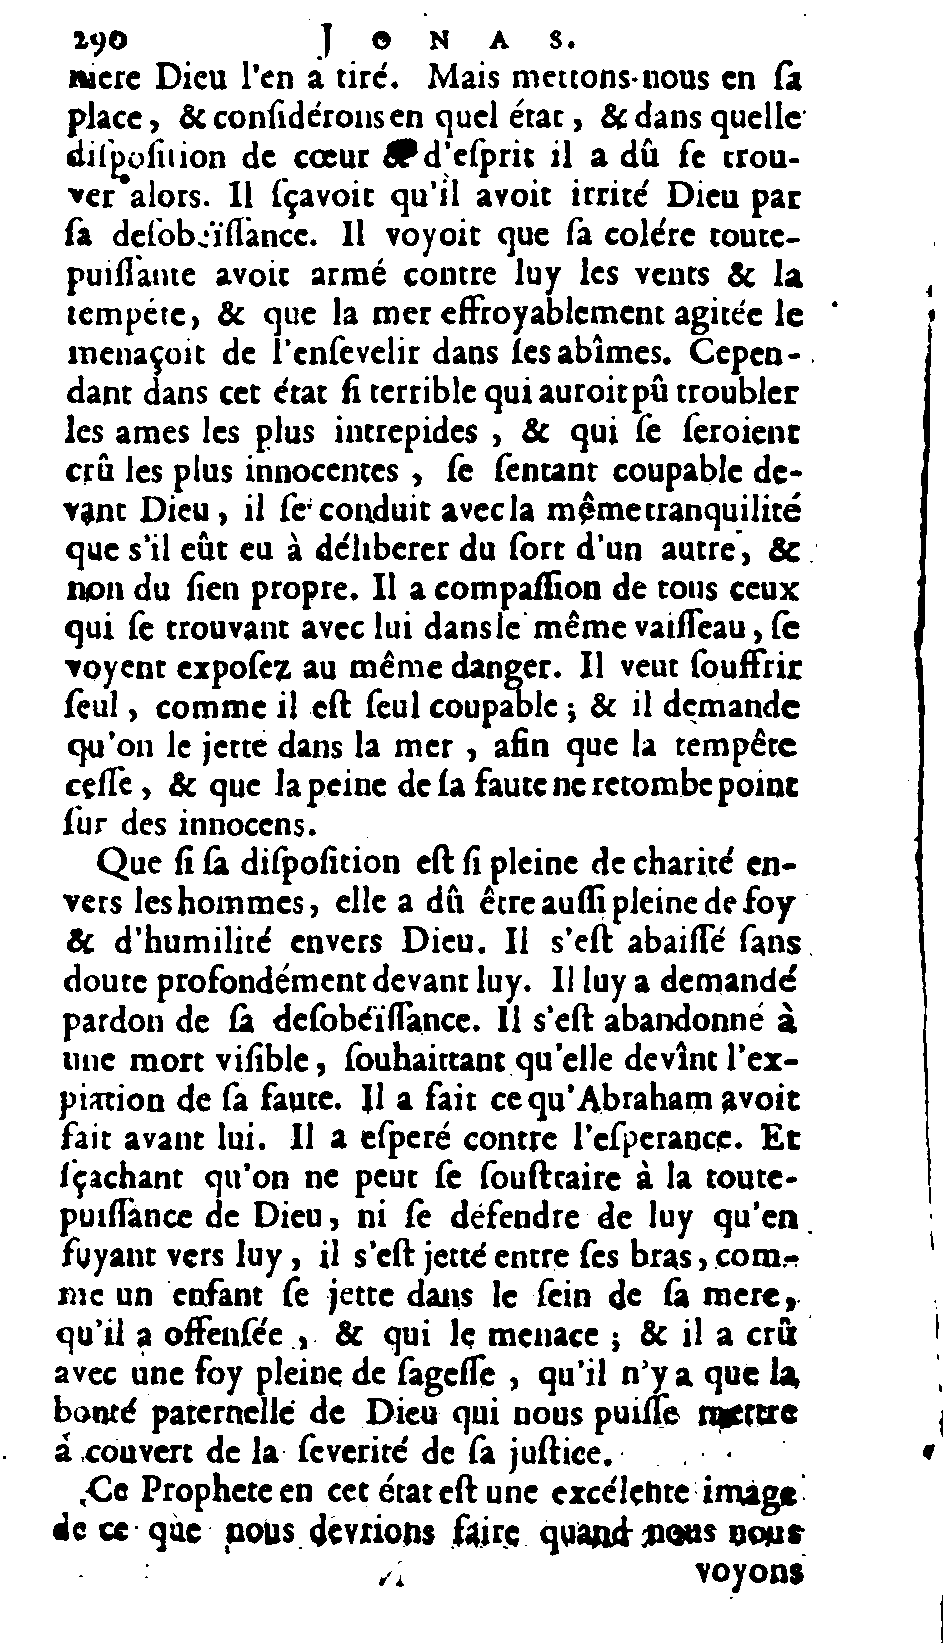 290 JONAS.
niere Dieu l'en a tiré. Mais mettons-nous en ſa
place, & conſidérons en quel état, & dans quelle
diſpoſition de cœur & d'eſprit il a dû ſe trou-
ver alors. Il ſçavoit qu'il avoit irrité Dieu par
ſa deſobéïſſance. Il voyoit que ſa colére toute-
puiſſante avoit armé contre luy les vents & la
tempéte, & que la mer effroyablement agitée le
menaçoit de l'enſevelir dans ſes abîmes. Cepen-
dant dans cet état ſi terrible qui auroit pû troubler
les ames les plus intrepides, & qui ſe ſeroient
crû les plus innocentes, ſe ſentant coupable de-
vant Dieu, il ſe conduit avec la même tranquilité
que s'il eût eu à déliberer du ſort d'un autre, &
non du ſien propre. Il a compaſſion de tous ceux
qui ſe trouvant avec lui dans le même vaiſſeau, ſe
voyent expoſez au même danger. Il veut ſouffrir
ſeul, comme il eſt ſeul coupable; & il demande
qu'on le jette dans la mer, afin que la tempête
ceſſe, & que la peine de ſa faute ne retombe point
ſur des innocens.
Que ſi ſa diſpoſition eſt ſi pleine de charité en-
vers les hommes, elle a dû être auſſi pleine de foy
& d'humilité envers Dieu. Il s'eſt abaiſſé ſans
doute profondément devant luy. Il luy a demandé
pardon de ſa deſobéïſſance. Il s'eſt abandonné à
une mort viſible, ſouhaittant qu'elle devînt l'ex-
piation de ſa faute. Il a fait ce qu'Abraham avoit
fait avant lui. Il a eſperé contre l'eſperance. Et
ſçachant qu'on ne peut ſe ſouſtraire à la toute-
puiſſance de Dieu, ni ſe défendre de luy qu'en
fuyant vers luy, il s'eſt jetté entre ſes bras, com-
me un enfant ſe jette dans le ſein de ſa mere,
qu'il a offenſée, & qui le menace; & il a crû
avec une foy pleine de ſageſſe, qu'il n'y a que la
bonté paternelle de Dieu qui nous puiſſe mettre
à couvert de la ſeverité de ſa juſtice.
Ce Prophete en cet état eſt une excélente image
de ce que nous devrions faire quand nous nous
voyons